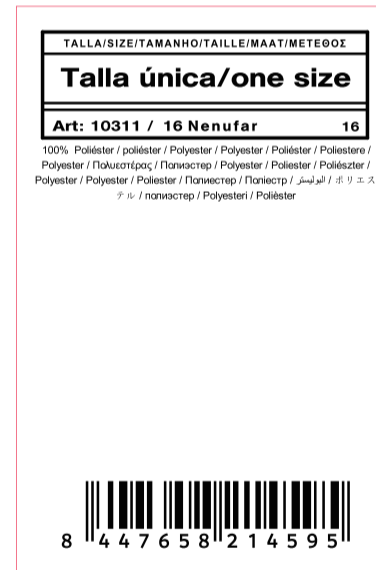 TALLA/SIZE/TAMANHO/TAILLE/MAAT/ΜΕΤΕΘΟΣ
Talla única/one size
Art: 10311 / 16 Nenufar 16
100% Poliéster / poliéster / Polyester / Polyester / Poliéster / Poliestere /
Polyester / Πολυεστέρας / Полиэстер / Polyester / Poliester / Poliészter /
Polyester / Polyester / Poliester / Полиестер / Поліестр / البوليستر / ポリエス
テル / полиэстер / Polyesteri / Polièster
8 447658 214595